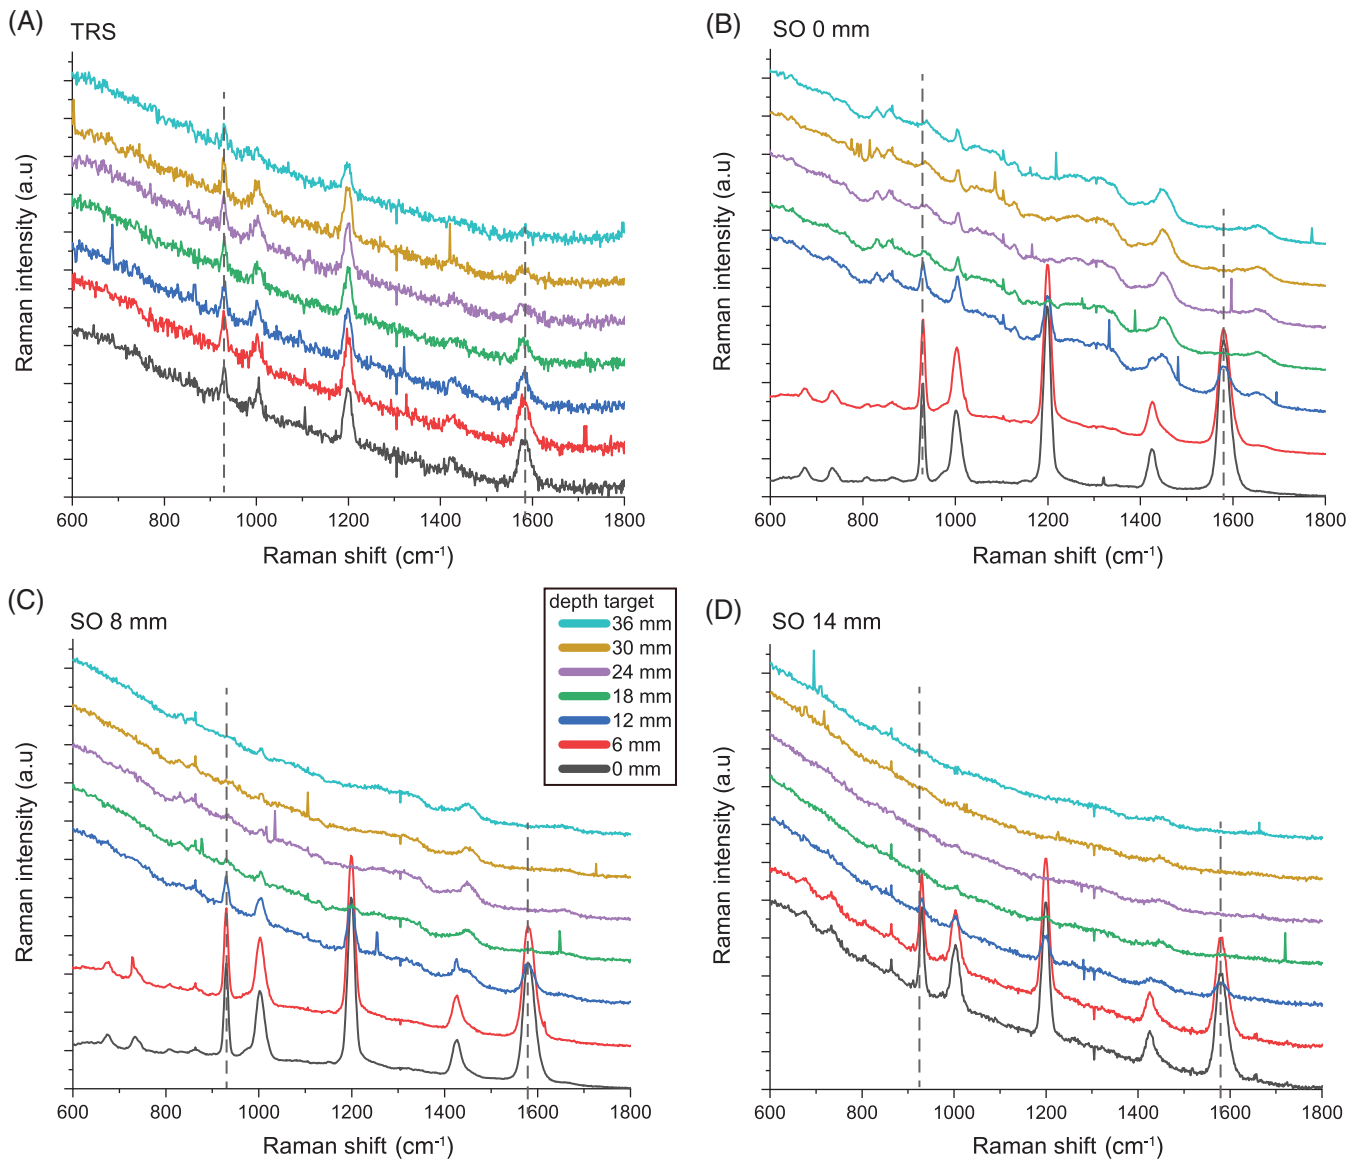 (A)
TRS
Raman intensity (a.u)
600 800 1000 1200 1400 1600 1800
Raman shift (cm-1)
(B)
SO 0 mm
Raman intensity (a.u)
600 800 1000 1200 1400 1600 1800
Raman shift (cm-1)
(C)
SO 8 mm
Raman intensity (a.u)
600 800 1000 1200 1400 1600 1800
Raman shift (cm-1)
depth target
36 mm
30 mm
24 mm
18 mm
12 mm
6 mm
0 mm
(D)
SO 14 mm
Raman intensity (a.u)
600 800 1000 1200 1400 1600 1800
Raman shift (cm-1)